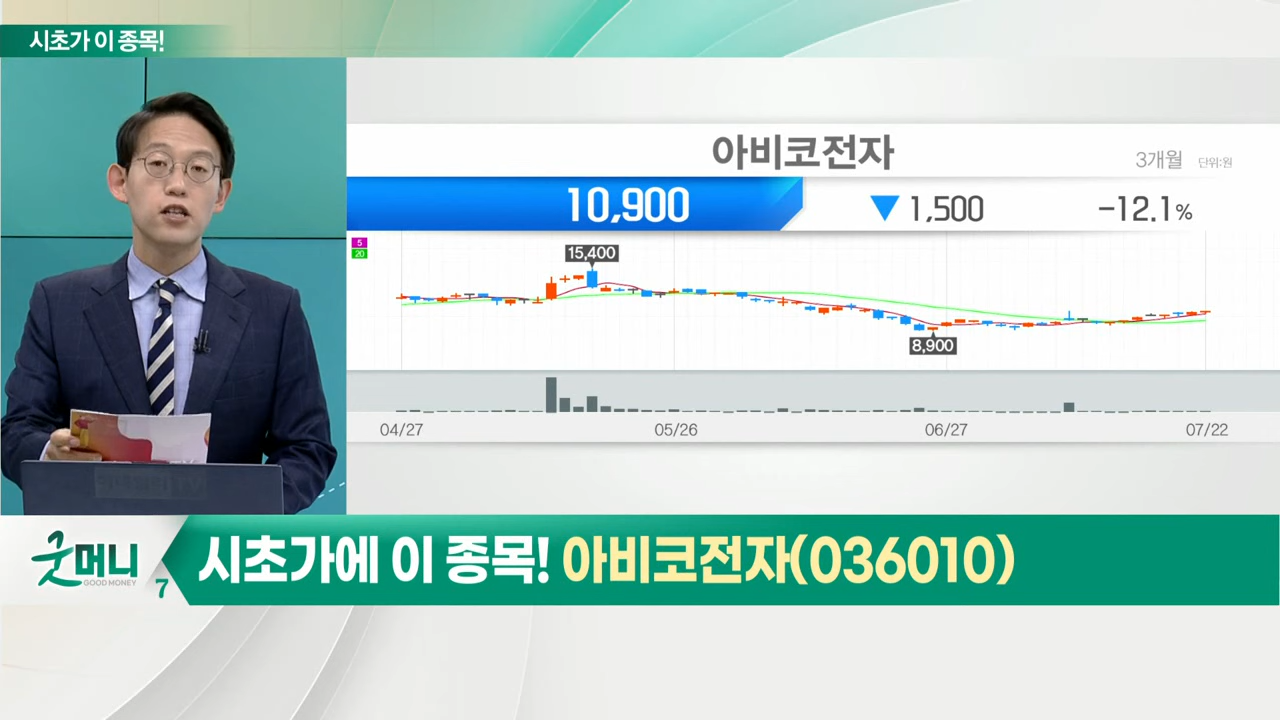 시초가 이 종목!
아비코전자
3개월 단위:원
10,900 ▼ 1,500 -12.1%
5
20
15,400
8,900
04/27 05/26 06/27 07/22
굿머니
GOOD MONEY
7
시초가에 이 종목! 아비코전자(036010)